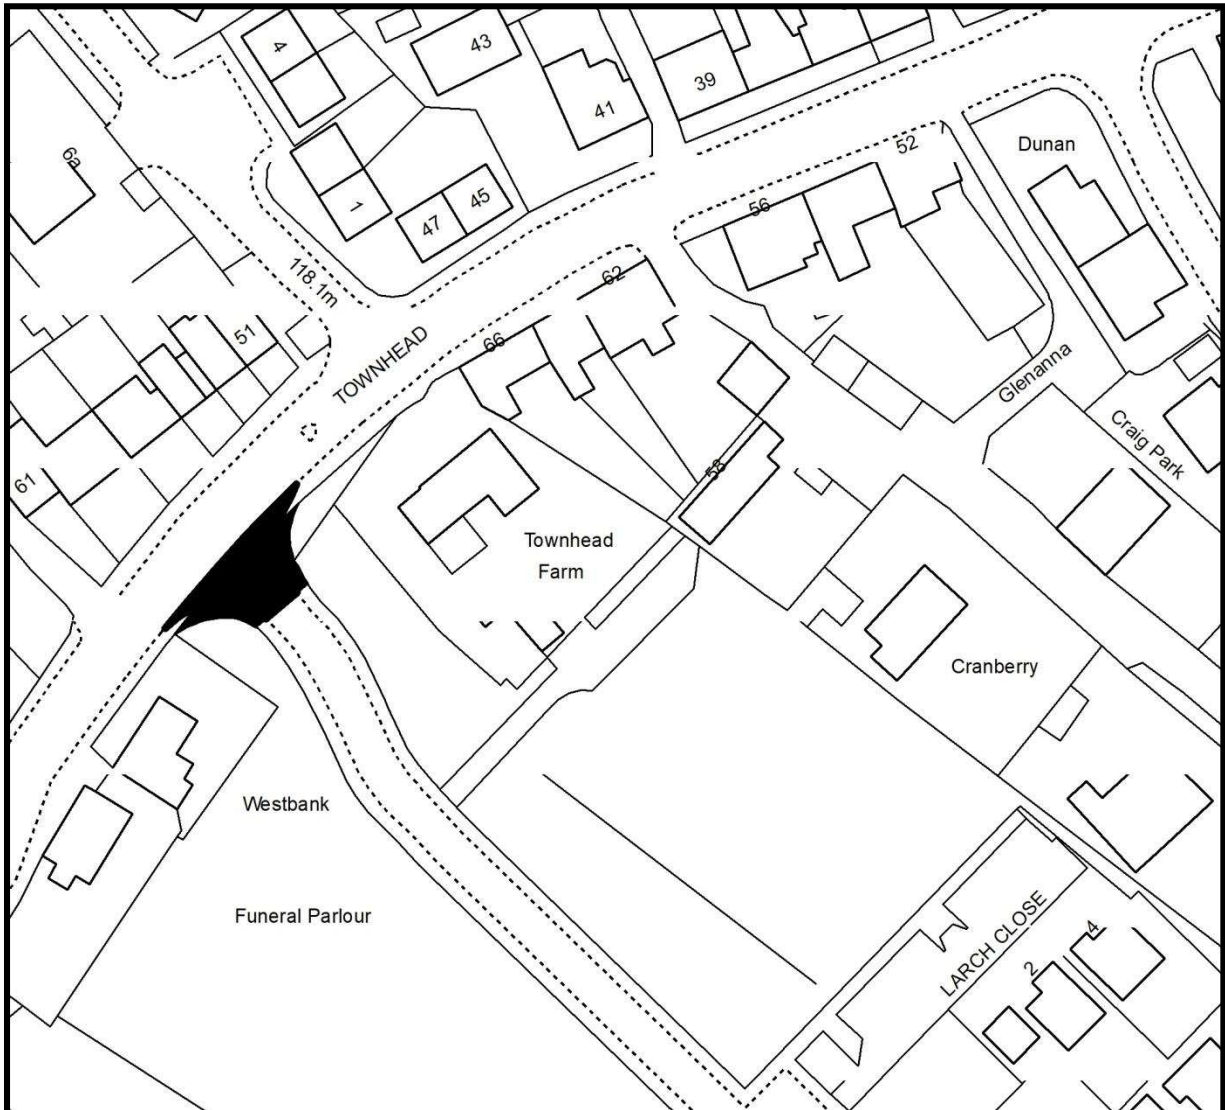 4
43
39
41
6a
1
47
45
52
1
Dunan
56
118.1m
62
51
TOWNHEAD
66
Glenanna
Craig Park
61
58
Townhead
Farm
Cranberry
Westbank
Funeral Parlour
LARCH CLOSE
2
4